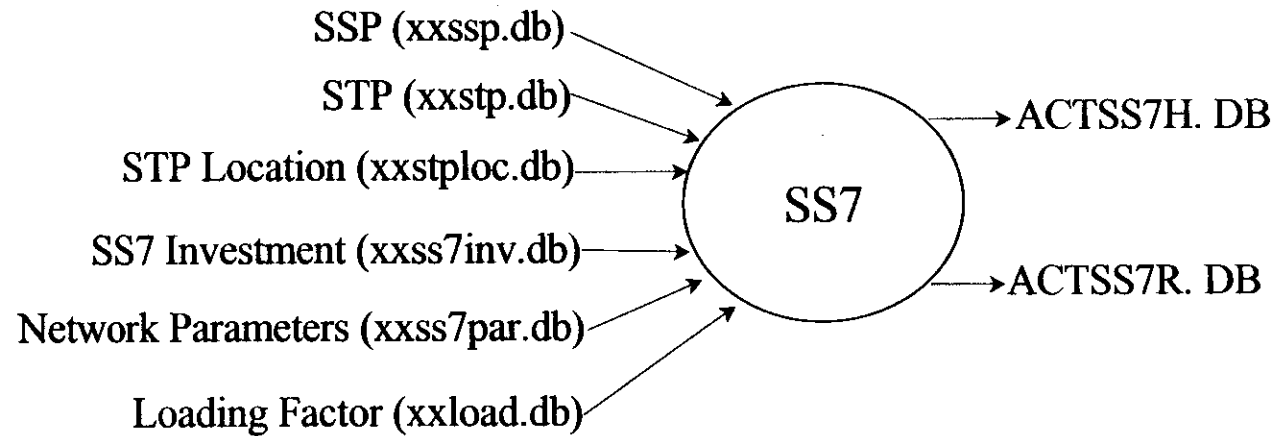 SSP (xxssp.db)
STP (xxstp.db)
STP Location (xxstploc.db)
SS7 Investment (xxss7inv.db)
Network Parameters (xxss7par.db)
Loading Factor (xxload.db)
SS7
ACTSS7H. DB
ACTSS7R. DB